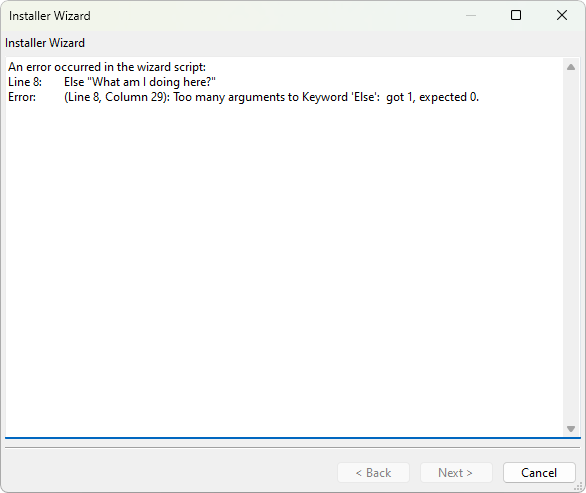 Installer Wizard
Installer Wizard
An error occurred in the wizard script:
Line 8: Else "What am I doing here?"
Error: (Line 8, Column 29): Too many arguments to Keyword 'Else':  got 1, expected 0.
< Back Next > Cancel